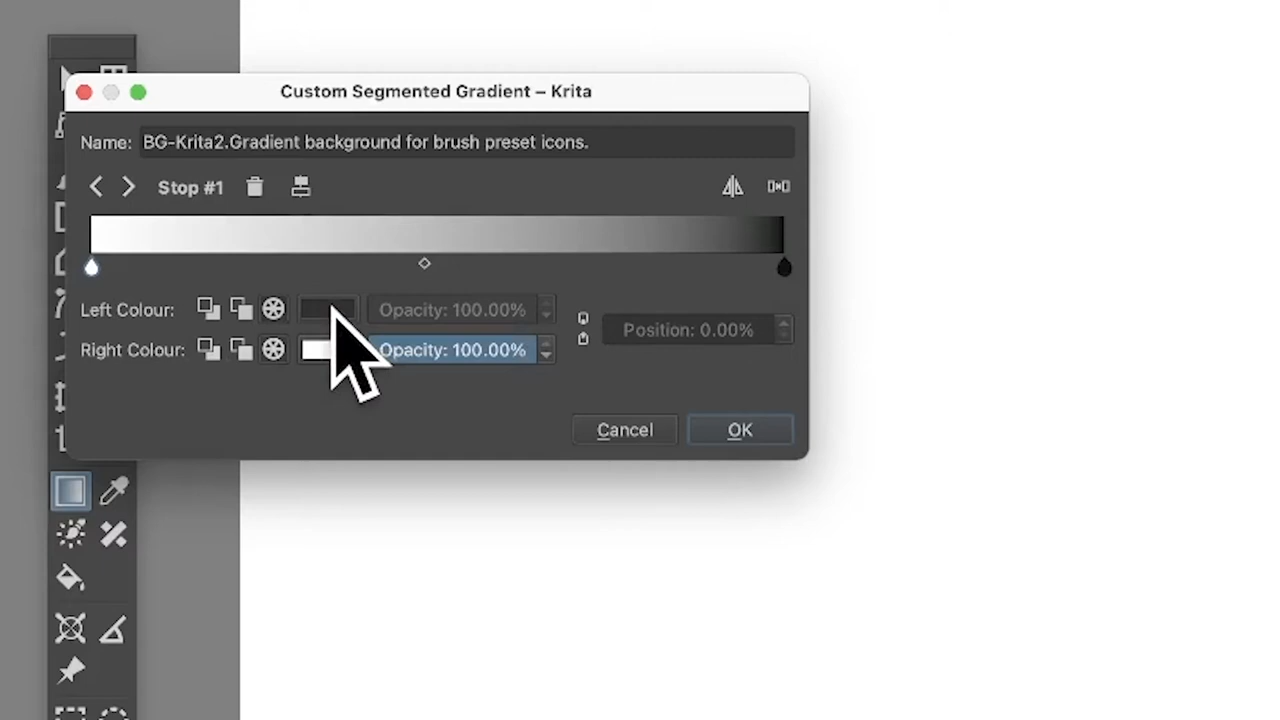 Custom Segmented Gradient – Krita
Name: BG-Krita2.Gradient background for brush preset icons.
Stop #1
Left Colour: Opacity: 100.00%
Position: 0.00%
Right Colour: Opacity: 100.00%
Cancel OK